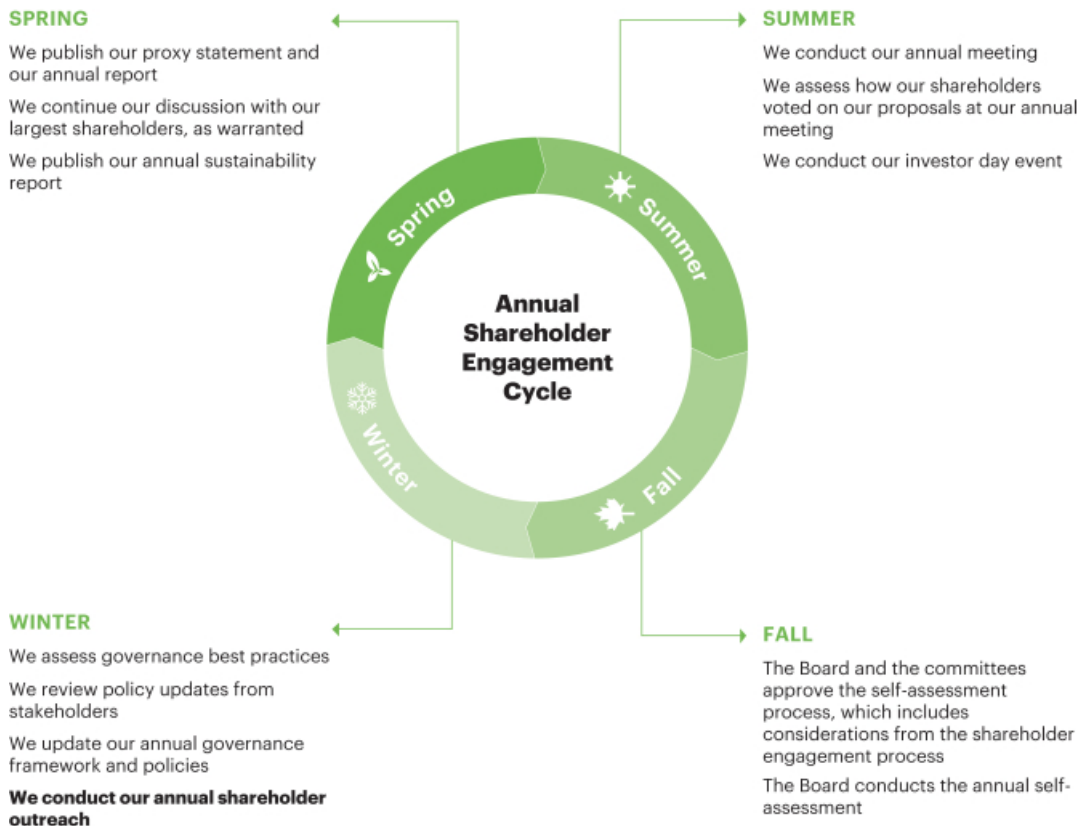 SPRING
We publish our proxy statement and
our annual report
We continue our discussion with our
largest shareholders, as warranted
We publish our annual sustainability
report
SUMMER
We conduct our annual meeting
We assess how our shareholders
voted on our proposals at our annual
meeting
We conduct our investor day event
Spring
Summer
Annual
Shareholder
Engagement
Cycle
Winter
Fall
WINTER
We assess governance best practices
We review policy updates from
stakeholders
We update our annual governance
framework and policies
We conduct our annual shareholder
outreach
FALL
The Board and the committees
approve the self-assessment
process, which includes
considerations from the shareholder
engagement process
The Board conducts the annual self-
assessment